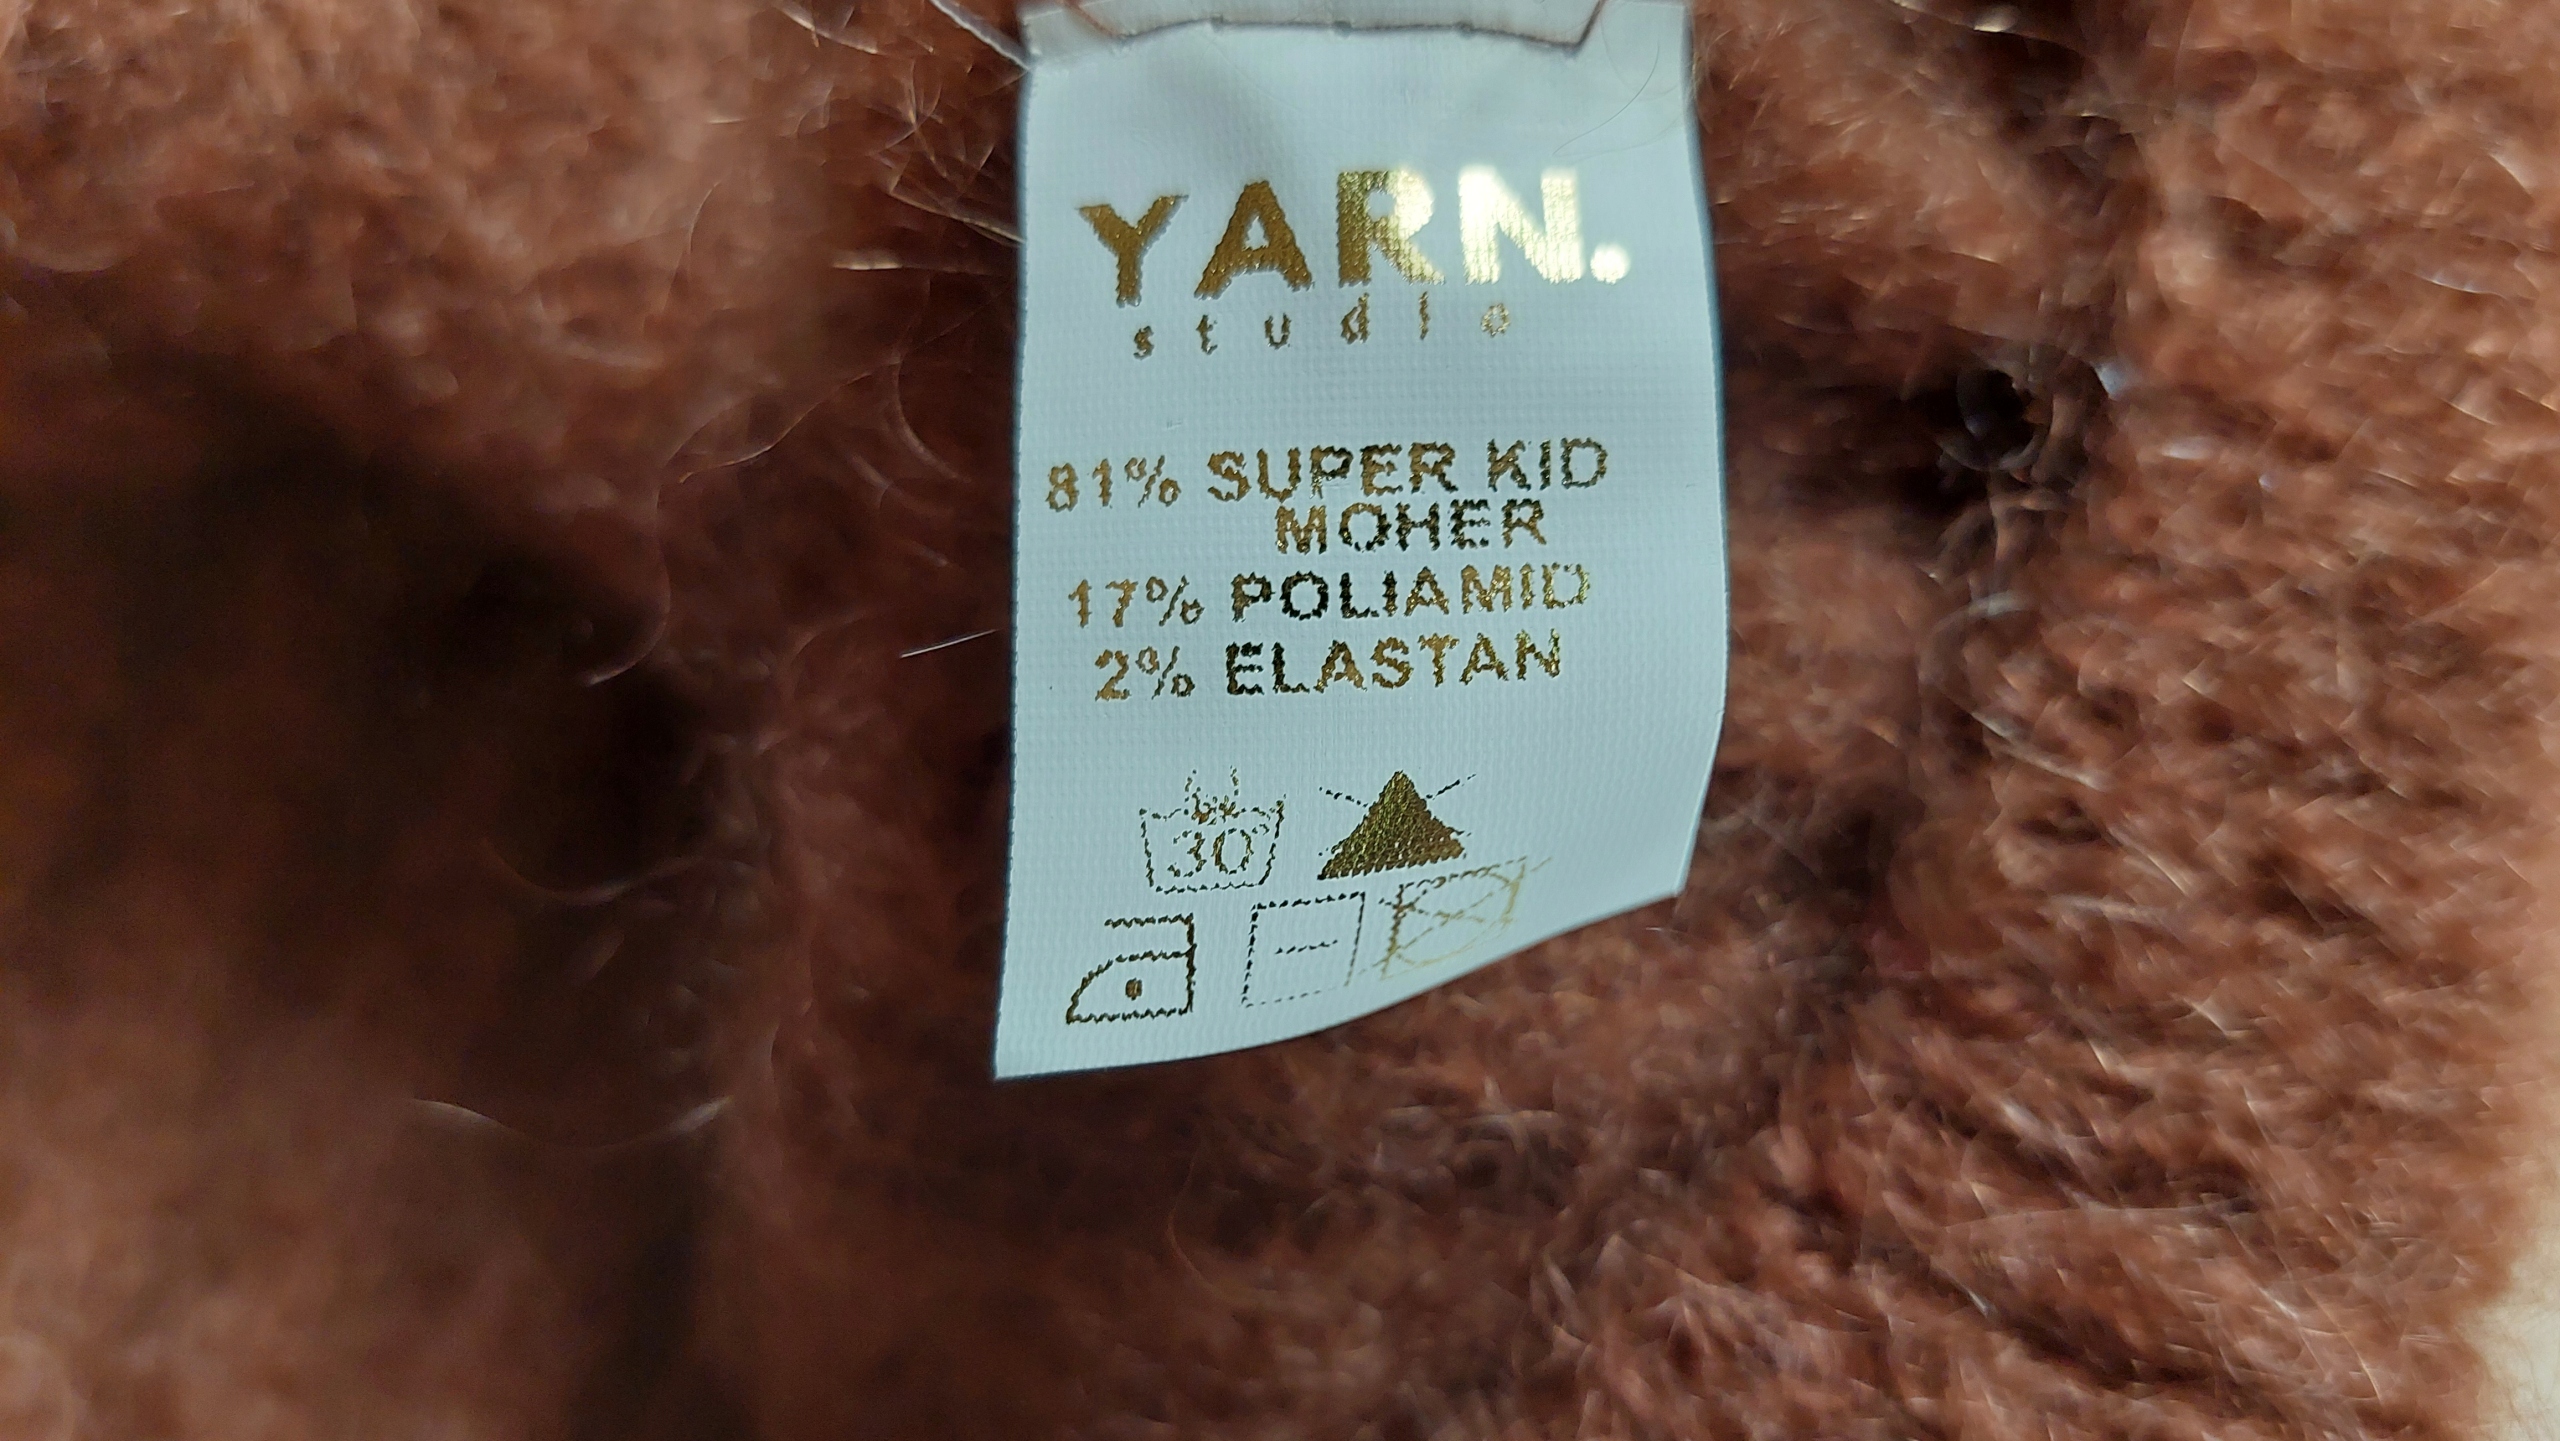 YARN.
studio
81% SUPER KID
MOHER
17% POLIAMID
2% ELASTAN
30°